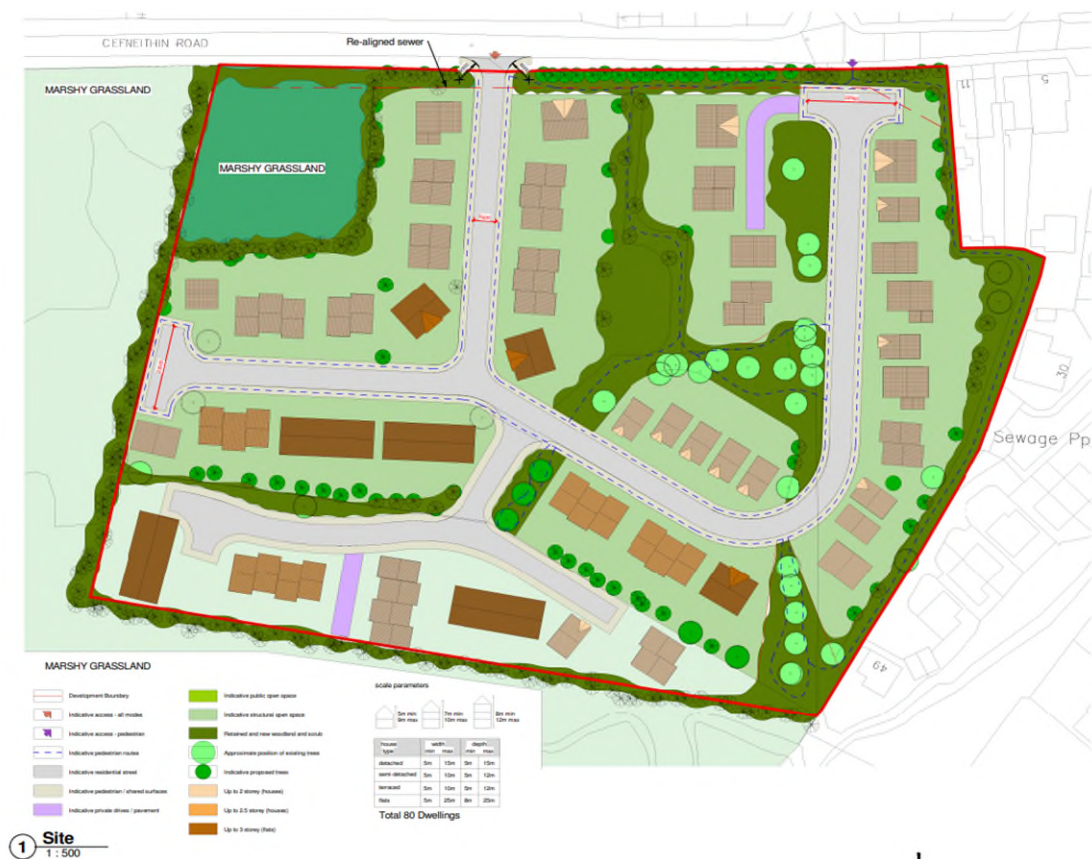 CEFNEITHIN ROAD
Re-aligned sewer
MARSHY GRASSLAND
MARSHY GRASSLAND
11
5
30
Sewage Pp
49
MARSHY GRASSLAND
Development Boundary
Indicative access - all modes
Indicative access - pedestrian
Indicative pedestrian routes
Indicative residential street
Indicative pedestrian / shared surfaces
Indicative private drives / pavement
Indicative public open space
Indicative structural open space
Retained and new woodland and scrub
Approximate position of existing trees
Indicative proposed trees
Up to 2 storey (houses)
Up to 2.5 storey (houses)
Up to 3 storey (flats)
scale parameters
5m min 9m max
7m min 10m max
8m min 12m max
house type width min max depth min max
detached 5m 15m 5m 15m
semi detached 5m 10m 5m 12m
terraced 5m 10m 5m 12m
flats 5m 25m 8m 25m
Total 80 Dwellings
1 Site
1 : 500